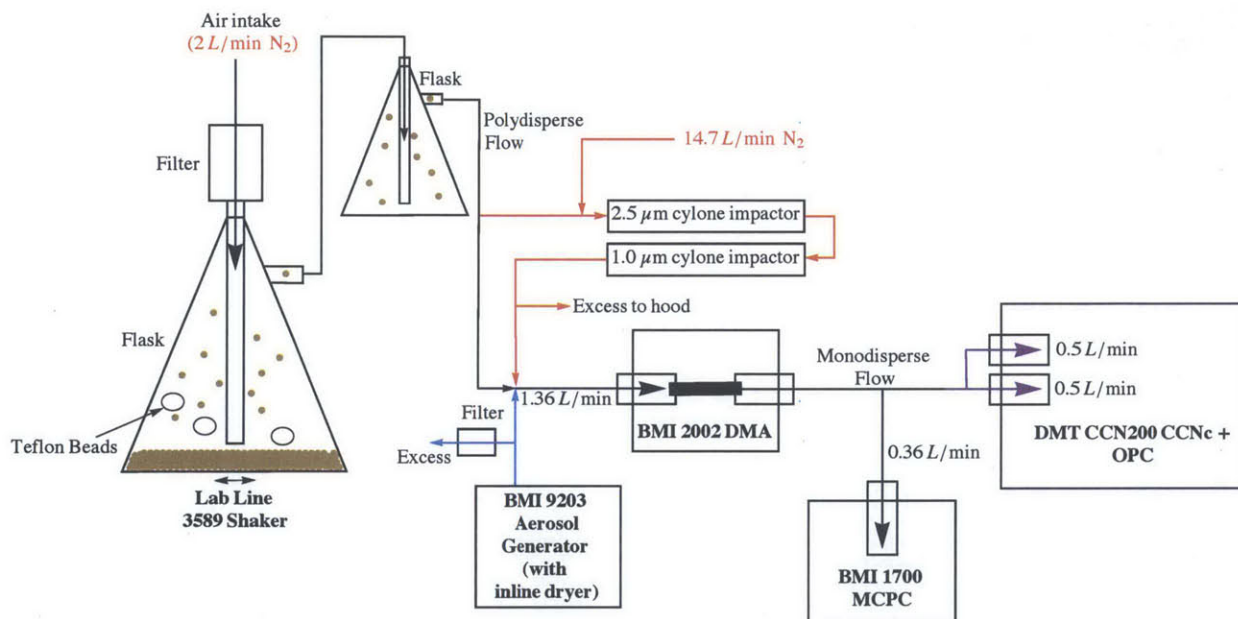 Air intake
(2 L/min N₂)
Filter
Flask
Polydisperse
Flow
14.7 L/min N₂
2.5 µm cylone impactor
1.0 µm cylone impactor
Excess to hood
Flask
Teflon Beads
Lab Line
3589 Shaker
1.36 L/min
Filter
Excess
BMI 9203
Aerosol
Generator
(with
inline dryer)
BMI 2002 DMA
Monodisperse
Flow
0.5 L/min
0.5 L/min
DMT CCN200 CCNc +
OPC
0.36 L/min
BMI 1700
MCPC